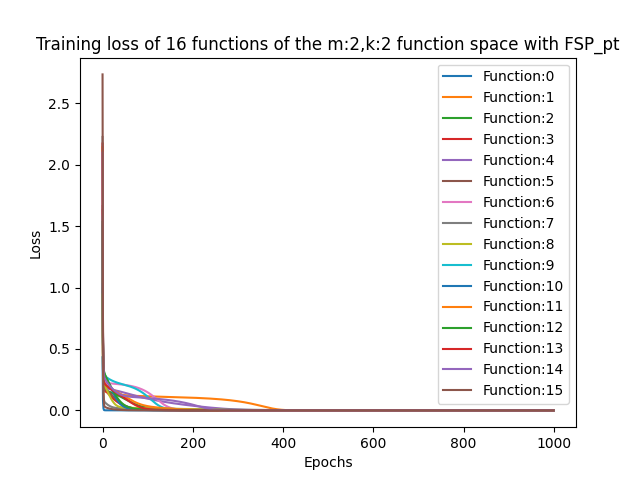 Training loss of 16 functions of the m:2,k:2 function space with FSP_pt
Loss
2.5
2.0
1.5
1.0
0.5
0.0
Function:0
Function:1
Function:2
Function:3
Function:4
Function:5
Function:6
Function:7
Function:8
Function:9
Function:10
Function:11
Function:12
Function:13
Function:14
Function:15
0 200 400 600 800 1000
Epochs